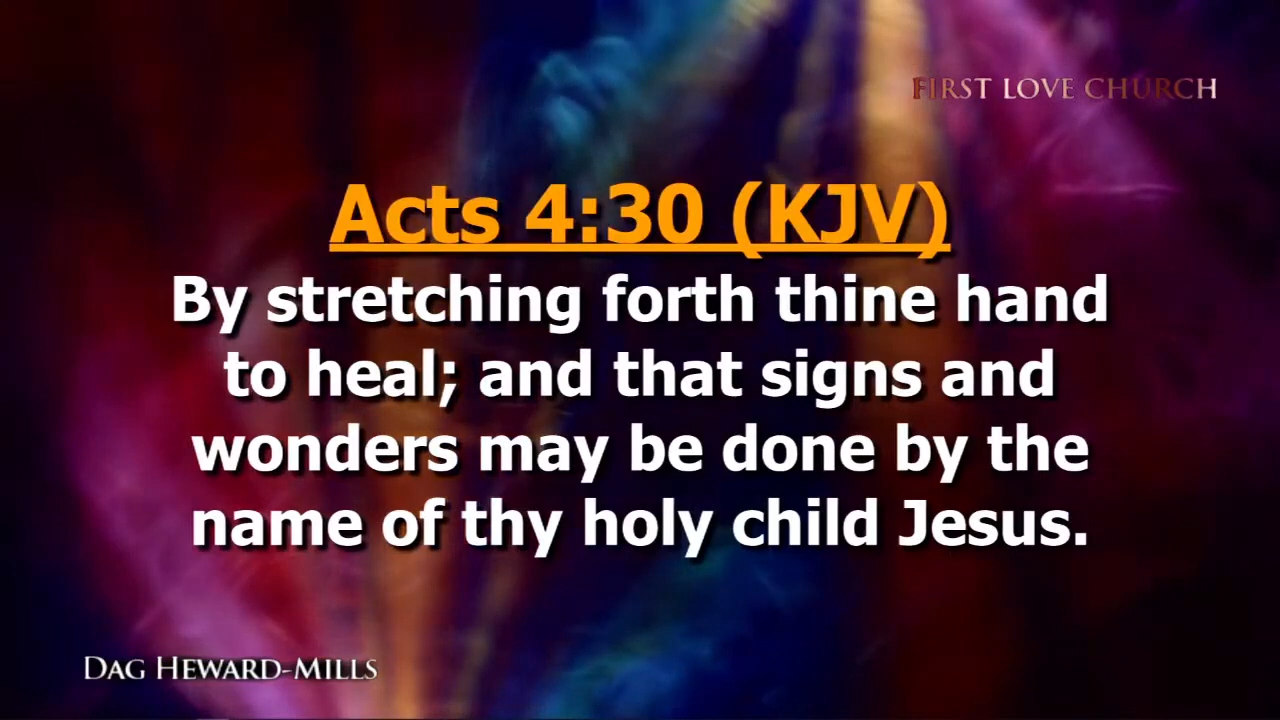 FIRST LOVE CHURCH
Acts 4:30 (KJV)
By stretching forth thine hand
to heal; and that signs and
wonders may be done by the
name of thy holy child Jesus.
DAG HEWARD-MILLS